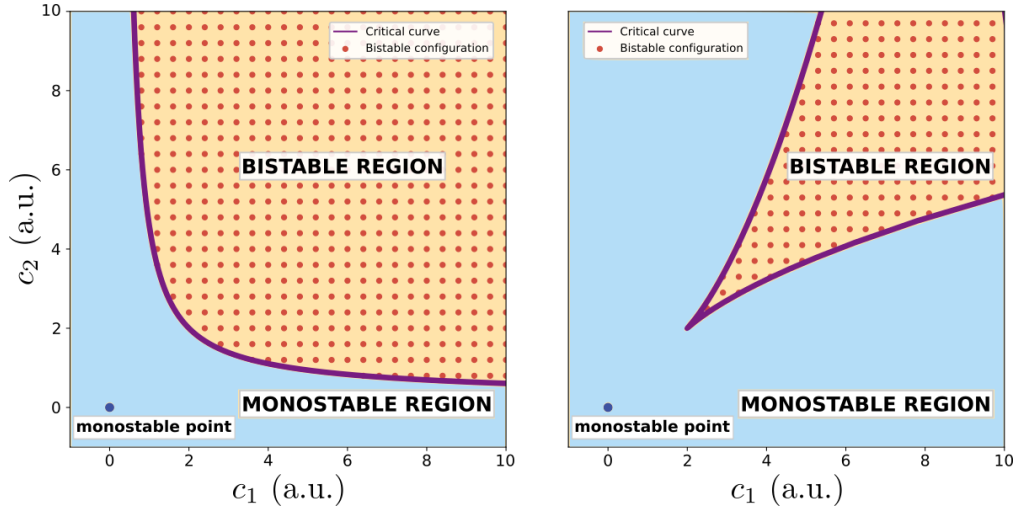 10
8
6
4
2
0
c₂ (a.u.)
Critical curve
Bistable configuration
BISTABLE REGION
MONOSTABLE REGION
monostable point
0 2 4 6 8 10
c₁ (a.u.)
Critical curve
Bistable configuration
BISTABLE REGION
MONOSTABLE REGION
monostable point
0 2 4 6 8 10
c₁ (a.u.)